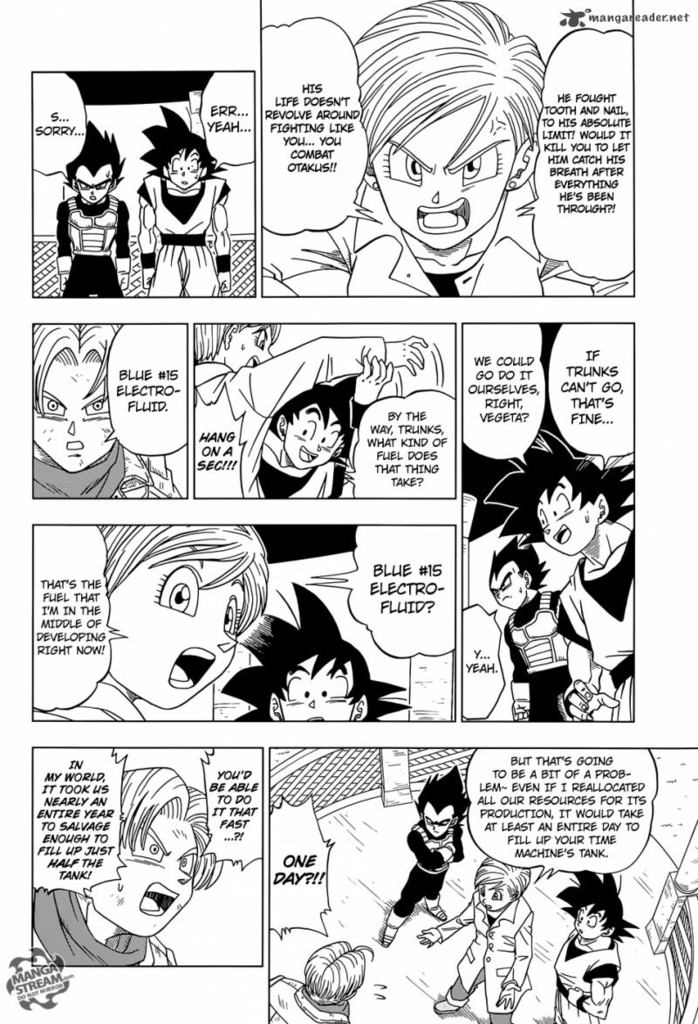 mangareader.net
HE FOUGHT
TOOTH AND NAIL,
TO HIS ABSOLUTE
LIMIT! WOULD IT
KILL YOU TO LET
HIM CATCH HIS
BREATH AFTER
EVERYTHING
HE'S BEEN
THROUGH?!
HIS
LIFE DOESN'T
REVOLVE AROUND
FIGHTING LIKE
YOU... YOU
COMBAT
OTAKUS!!
ERR...
YEAH...
S...
SORRY...
IF
TRUNKS
CAN'T GO,
THAT'S
FINE...
WE COULD
GO DO IT
OURSELVES,
RIGHT,
VEGETA?
Y...
YEAH.
BY THE
WAY, TRUNKS,
WHAT KIND OF
FUEL DOES
THAT THING
TAKE?
HANG ON
A SEC!!!
BLUE #15
ELECTRO-
FLUID.
BLUE #15
ELECTRO-
FLUID?
THAT'S THE
FUEL THAT
I'M IN THE
MIDDLE OF
DEVELOPING
RIGHT NOW!
BUT THAT'S GOING
TO BE A BIT OF A PROB-
LEM- EVEN IF I REALLOCATED
ALL OUR RESOURCES FOR ITS
PRODUCTION, IT WOULD TAKE
AT LEAST AN ENTIRE DAY TO
FILL UP YOUR TIME
MACHINE'S TANK.
ONE
DAY?!!
YOU'D
BE ABLE
TO DO
IT THAT
FAST
...?!
IN
MY WORLD,
IT TOOK US
NEARLY AN
ENTIRE YEAR
TO SALVAGE
ENOUGH TO
FILL UP JUST
HALF THE
TANK!
MANGA
STREAM
DO NOT MIRROR